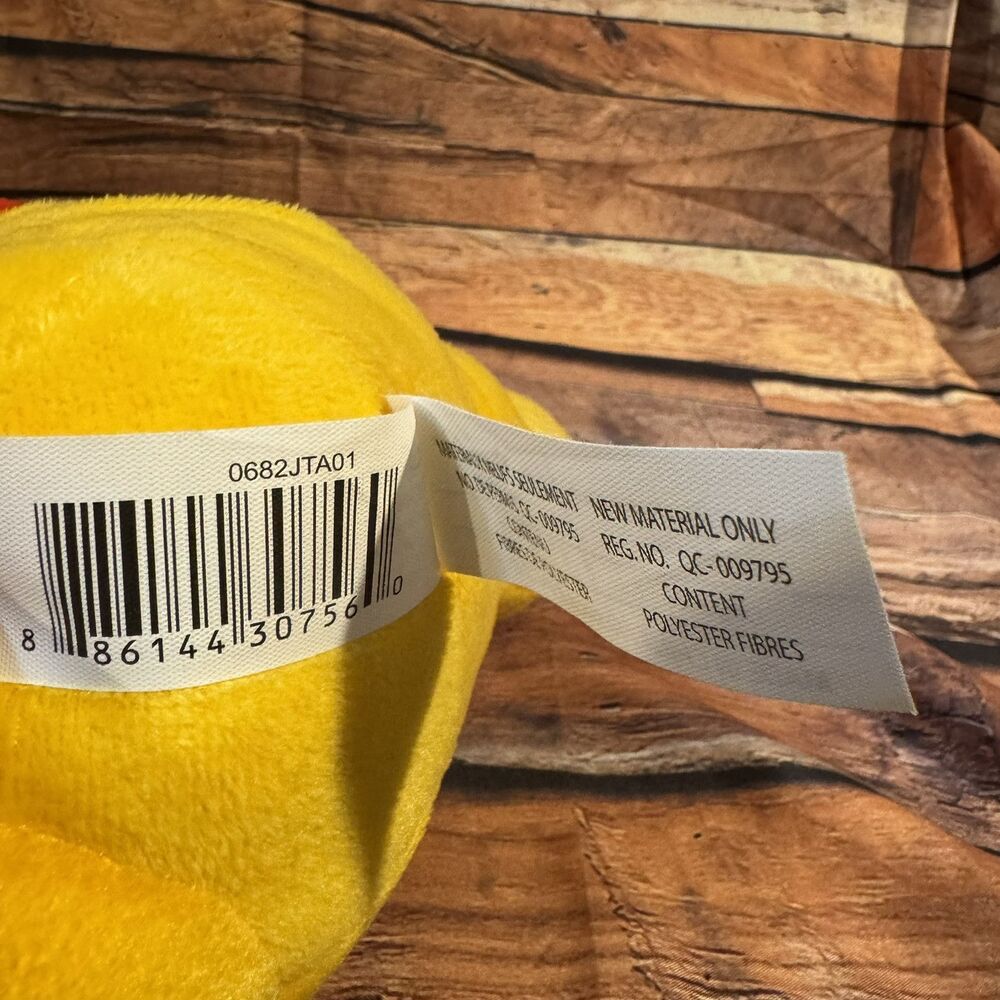 0682JTA01
8 86144 30756 0
MATERIAUX NEUFS SEULEMENT
NO DE PERMIS. QC-009795
CONTENU
FIBRES DE POLYESTER
NEW MATERIAL ONLY
REG. NO. QC-009795
CONTENT
POLYESTER FIBRES